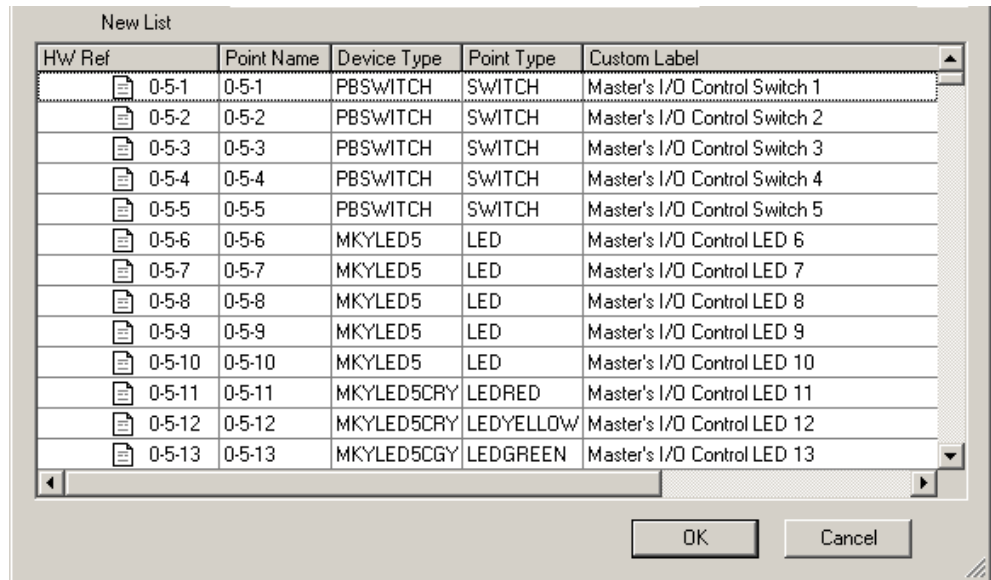 New List
HW Ref Point Name Device Type Point Type Custom Label
0-5-1 0-5-1 PBSWITCH SWITCH Master's I/O Control Switch 1
0-5-2 0-5-2 PBSWITCH SWITCH Master's I/O Control Switch 2
0-5-3 0-5-3 PBSWITCH SWITCH Master's I/O Control Switch 3
0-5-4 0-5-4 PBSWITCH SWITCH Master's I/O Control Switch 4
0-5-5 0-5-5 PBSWITCH SWITCH Master's I/O Control Switch 5
0-5-6 0-5-6 MKYLED5 LED Master's I/O Control LED 6
0-5-7 0-5-7 MKYLED5 LED Master's I/O Control LED 7
0-5-8 0-5-8 MKYLED5 LED Master's I/O Control LED 8
0-5-9 0-5-9 MKYLED5 LED Master's I/O Control LED 9
0-5-10 0-5-10 MKYLED5 LED Master's I/O Control LED 10
0-5-11 0-5-11 MKYLED5CRY LEDRED Master's I/O Control LED 11
0-5-12 0-5-12 MKYLED5CRY LEDYELLOW Master's I/O Control LED 12
0-5-13 0-5-13 MKYLED5CGY LEDGREEN Master's I/O Control LED 13
OK Cancel